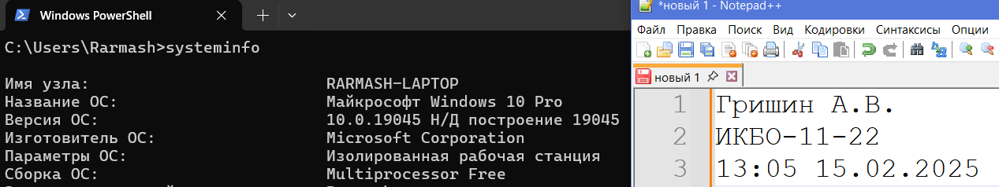 Windows PowerShell
C:\Users\Rarmash>systeminfo
Имя узла: RARMASH-LAPTOP
Название ОС: Майкрософт Windows 10 Pro
Версия ОС: 10.0.19045 Н/Д построение 19045
Изготовитель ОС: Microsoft Corporation
Параметры ОС: Изолированная рабочая станция
Сборка ОС: Multiprocessor Free
*новый 1 - Notepad++
Файл Правка Поиск Вид Кодировки Синтаксисы Опции
новый 1
1 Гришин А.В.
2 ИКБО-11-22
3 13:05 15.02.2025